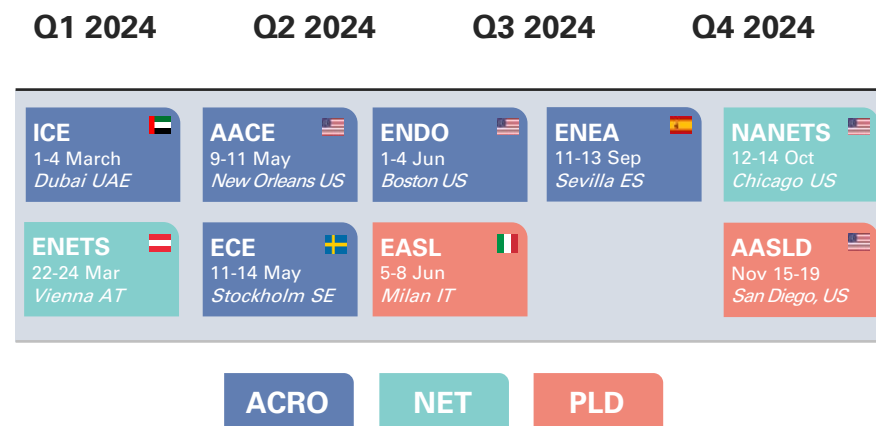 Q1 2024
Q2 2024
Q3 2024
Q4 2024
ICE
1-4 March
Dubai UAE
AACE
9-11 May
New Orleans US
ENDO
1-4 Jun
Boston US
ENEA
11-13 Sep
Sevilla ES
NANETS
12-14 Oct
Chicago US
ENETS
22-24 Mar
Vienna AT
ECE
11-14 May
Stockholm SE
EASL
5-8 Jun
Milan IT
AASLD
Nov 15-19
San Diego, US
ACRO
NET
PLD